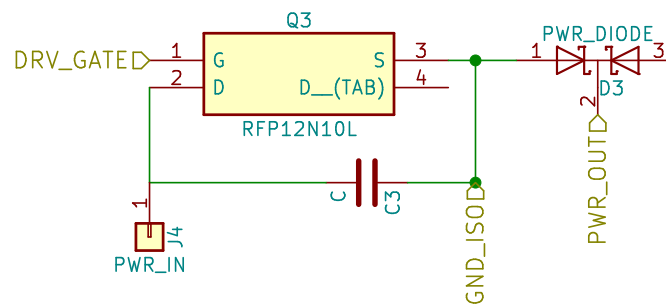 Q3
PWR_DIODE
DRV_GATE
1
G
S
3
1
3
2
D
D__(TAB)
4
D3
2
RFP12N10L
PWR_OUT
C
C3
1
J4
GND_ISO
PWR_IN